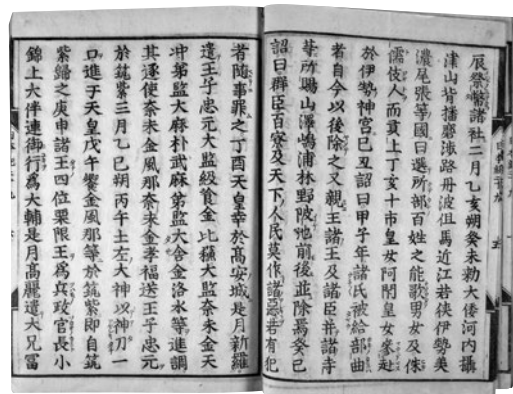 辰祭幣諸社二月乙亥朔癸未勅大倭河内攝
津山背播磨淡路丹波但馬近江若狹伊勢美
濃尾張等國曰選所部百姓之能歌男女及侏
儒伎人而貢上丁亥十市皇女阿閇皇女參赴
於伊勢神宮己丑詔曰甲子年諸氏被給部曲
者自今以後除之又親王諸王及諸臣并諸寺
等所賜山澤嶋浦林野陂池前後並除焉癸巳
詔曰群臣百寮及天下人民莫作諸惡若有犯
者隨事罪之丁酉天皇幸於高安城是月新羅
遣王子忠元大監級飡金比蘓大監奈末金天
冲第監大麻朴武麻第監大舍金洛水等進調
其送使奈末金風那奈末金孝福送王子忠元
於筑紫三月乙巳朔丙午土左大神以神刀一
口進于天皇戊午饗金風那等於筑紫即自筑
紫歸之庚申諸王四位栗隈王爲兵政官長小
錦上大伴連御行爲大輔是月高麗遣大兄冨